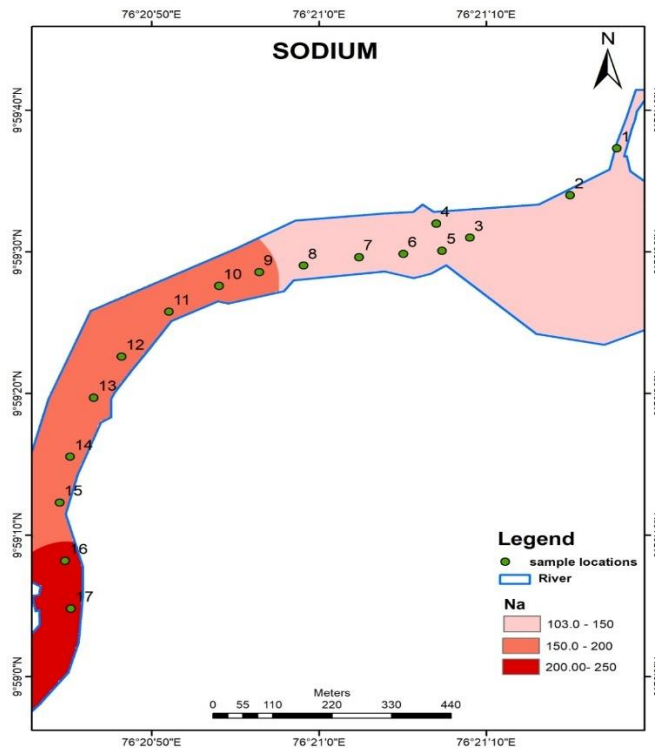 76°20'50"E 76°21'0"E 76°21'10"E
SODIUM
N
9°59'40"N
9°59'30"N
9°59'20"N
9°59'10"N
9°59'0"N
1
2
3
4
5
6
7
8
9
10
11
12
13
14
15
16
17
Legend
sample locations
River
Na
103.0 - 150
150.0 - 200
200.00- 250
Meters
0 55 110 220 330 440
76°20'50"E 76°21'0"E 76°21'10"E